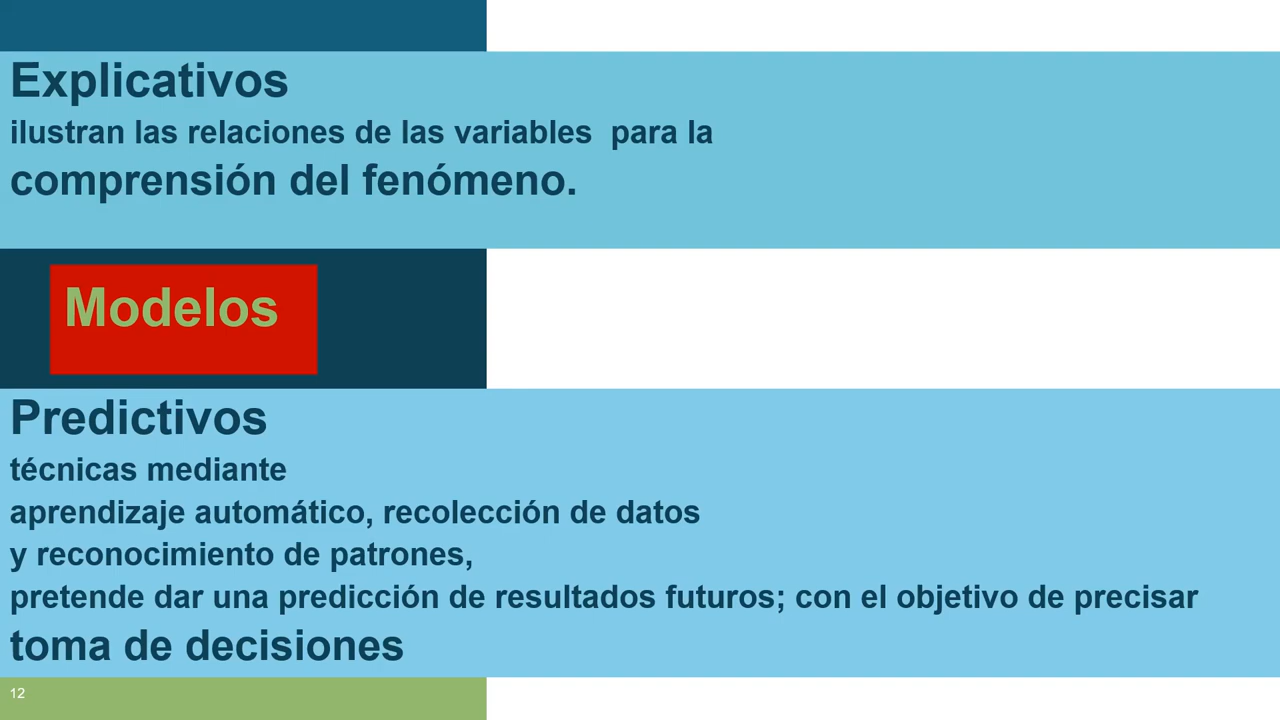 Explicativos
ilustran las relaciones de las variables  para la
comprensión del fenómeno.
Modelos
Predictivos
técnicas mediante
aprendizaje automático, recolección de datos
y reconocimiento de patrones,
pretende dar una predicción de resultados futuros; con el objetivo de precisar
toma de decisiones
12